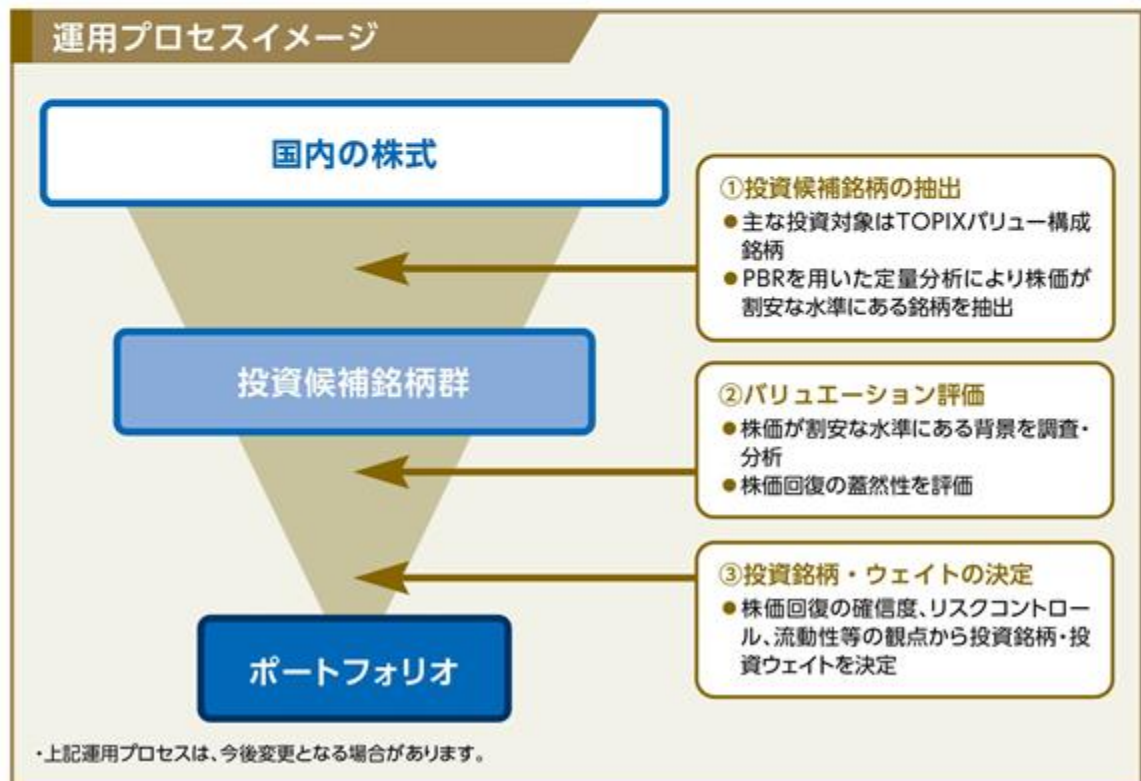 運用プロセスイメージ
国内の株式
①投資候補銘柄の抽出
●主な投資対象はTOPIXバリュー構成
銘柄
●PBRを用いた定量分析により株価が
割安な水準にある銘柄を抽出
投資候補銘柄群
②バリュエーション評価
●株価が割安な水準にある背景を調査・
分析
●株価回復の蓋然性を評価
③投資銘柄・ウェイトの決定
●株価回復の確信度、リスクコントロー
ル、流動性等の観点から投資銘柄・投
資ウェイトを決定
ポートフォリオ
・上記運用プロセスは、今後変更となる場合があります。